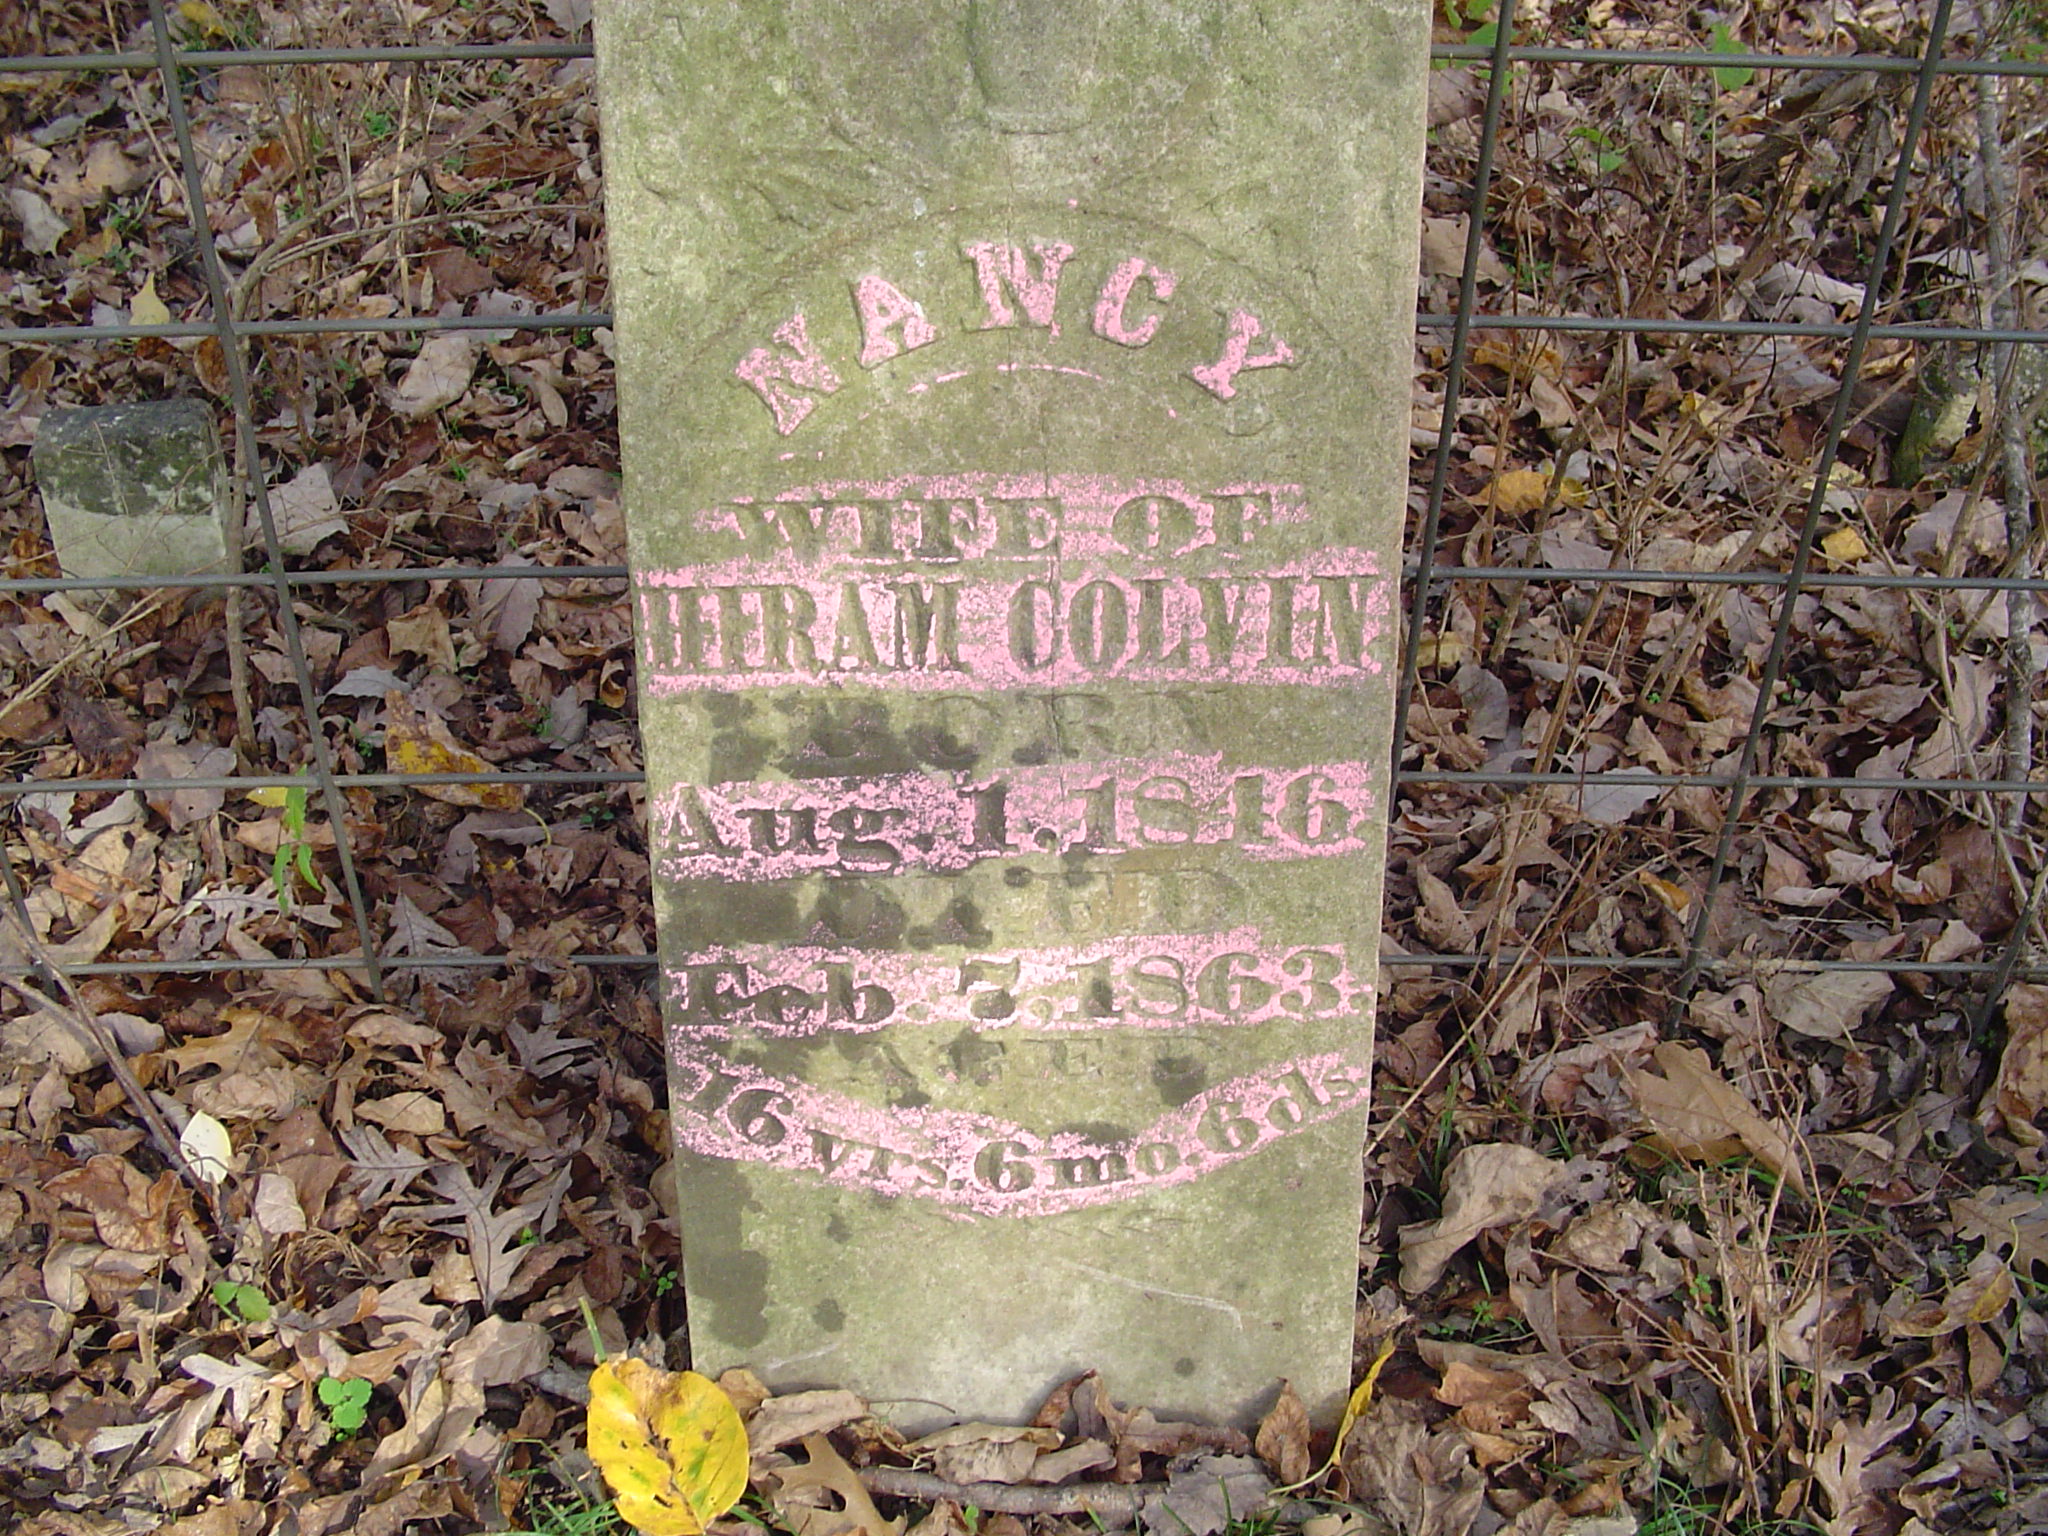 NANCY
WIFE OF
HIRAM COLVIN
BORN
Aug. 1. 1846.
DIED
Feb. 7. 1863.
AGED
16 yrs. 6 mo. 6 ds